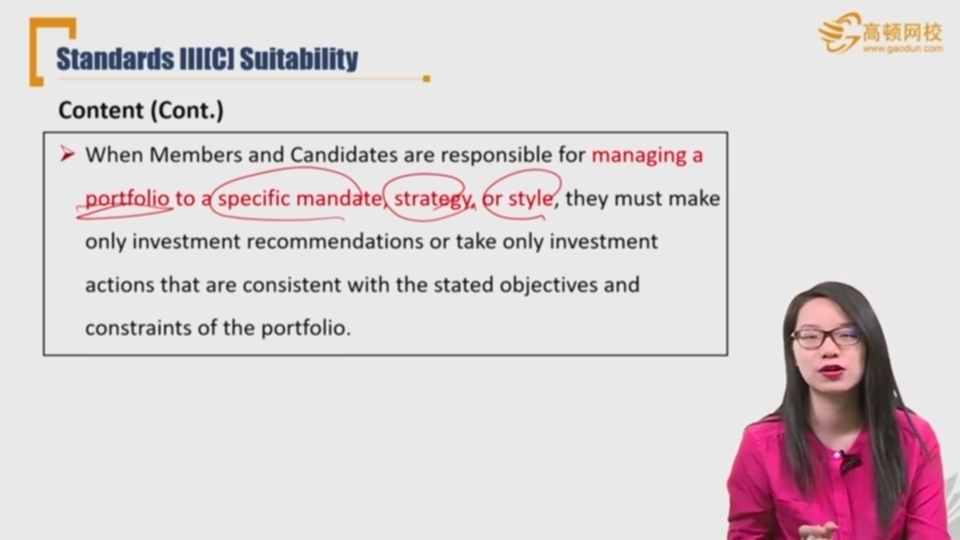 Standards III[C] Suitability
高顿网校
www.gaodun.com
Content (Cont.)
When Members and Candidates are responsible for managing a
portfolio to a specific mandate, strategy, or style, they must make
only investment recommendations or take only investment
actions that are consistent with the stated objectives and
constraints of the portfolio.